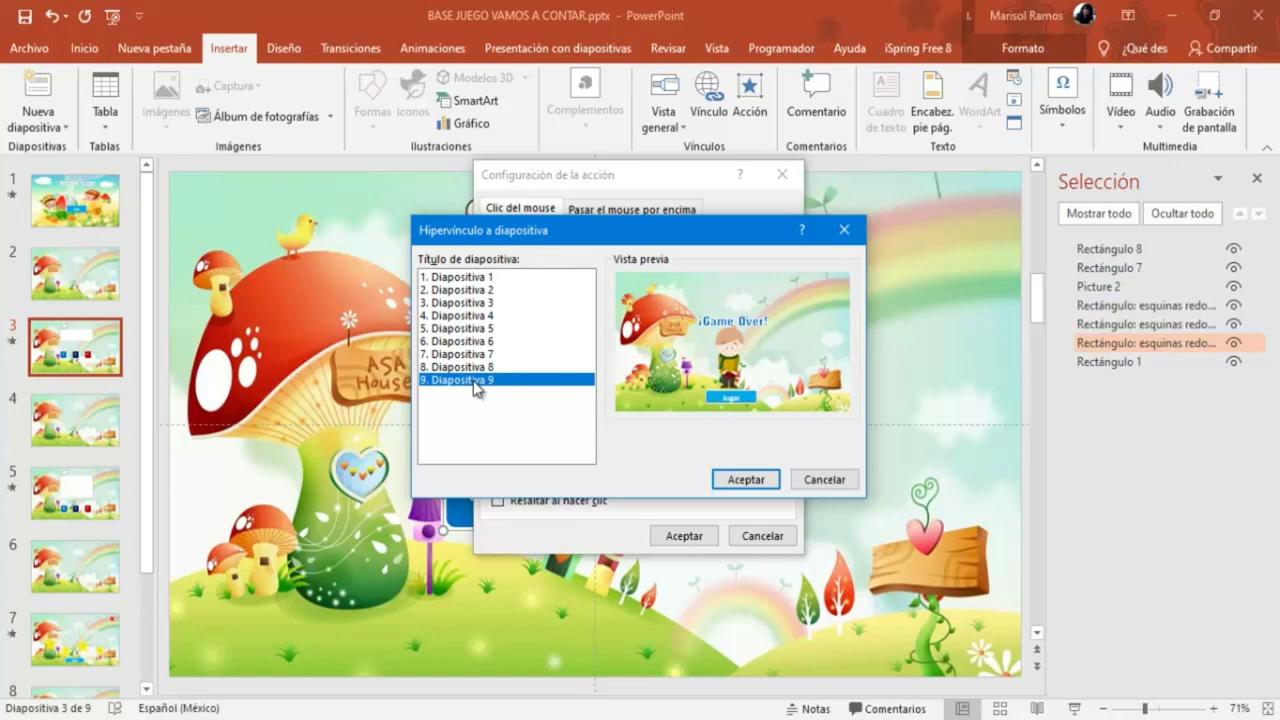 BASE JUEGO VAMOS A CONTAR.pptx - PowerPoint
Marisol Ramos
Archivo Inicio Nueva pestaña Insertar Diseño Transiciones Animaciones Presentación con diapositivas Revisar Vista Programador Ayuda iSpring Free 8 Formato ¿Qué des Compartir
Nueva diapositiva
Tabla
Imágenes
Captura
Álbum de fotografías
Formas
Iconos
Modelos 3D
SmartArt
Gráfico
Complementos
Vista general
Vínculo
Acción
Comentario
Cuadro de texto
Encabez. pie pág.
WordArt
Símbolos
Vídeo
Audio
Grabación de pantalla
Diapositivas Tablas Imágenes Ilustraciones Vínculos Comentarios Texto Multimedia
1
2
3
4
5
6
7
8
Configuración de la acción
Clic del mouse Pasar el mouse por encima
Hipervínculo a diapositiva
Título de diapositiva:
1. Diapositiva 1
2. Diapositiva 2
3. Diapositiva 3
4. Diapositiva 4
5. Diapositiva 5
6. Diapositiva 6
7. Diapositiva 7
8. Diapositiva 8
9. Diapositiva 9
Vista previa
¡Game Over!
Jugar
Aceptar Cancelar
Resaltar al hacer clic
Aceptar Cancelar
ASA
House
Selección
Mostrar todo Ocultar todo
Rectángulo 8
Rectángulo 7
Picture 2
Rectángulo: esquinas redo...
Rectángulo: esquinas redo...
Rectángulo: esquinas redo...
Rectángulo 1
Diapositiva 3 de 9 Español (México) Notas Comentarios 71%